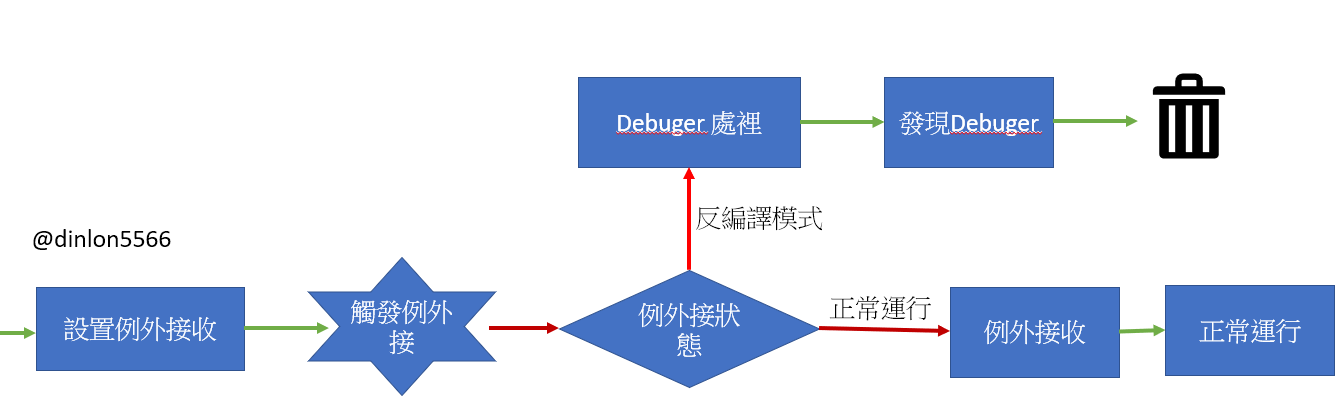 Debuger 處裡
發現Debuger
反編譯模式
@dinlon5566
設置例外接收
觸發例外
接
例外接狀
態
正常運行
例外接收
正常運行